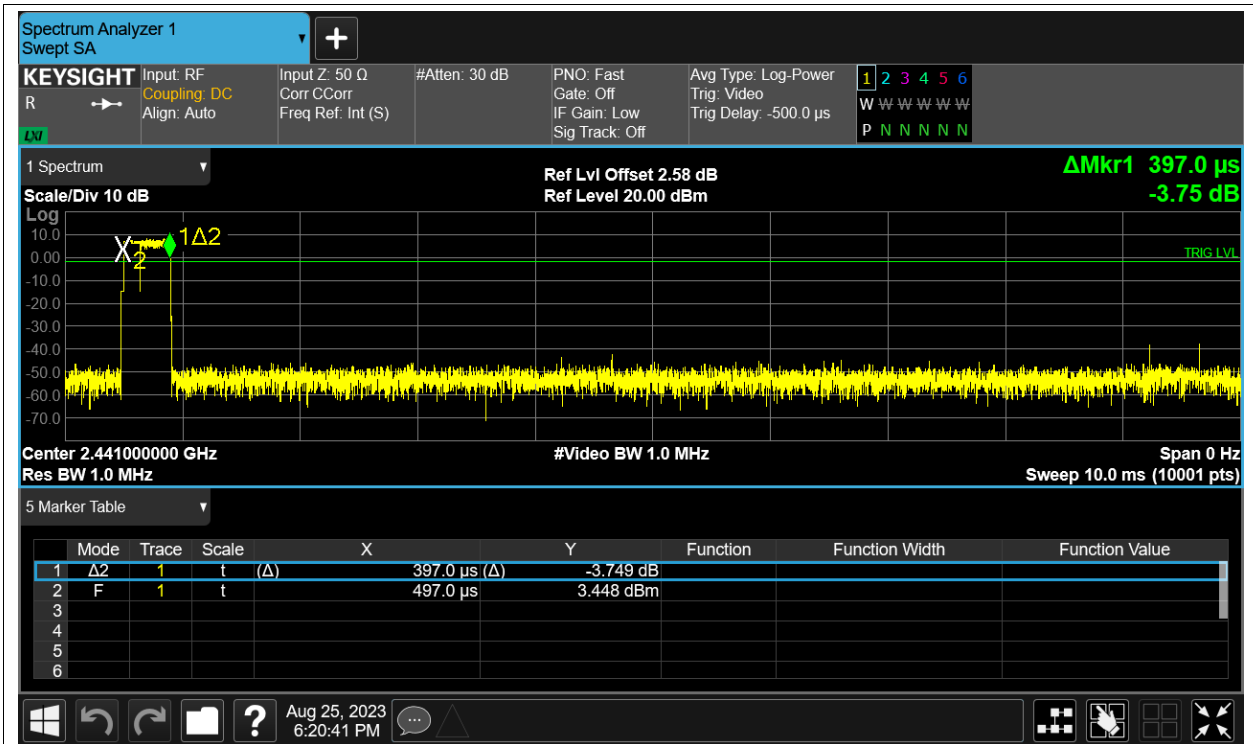 Spectrum Analyzer 1
Swept SA
+
KEYSIGHT
R
LXI
Input: RF
Coupling: DC
Align: Auto
Input Z: 50 Ω
Corr CCorr
Freq Ref: Int (S)
#Atten: 30 dB
PNO: Fast
Gate: Off
IF Gain: Low
Sig Track: Off
Avg Type: Log-Power
Trig: Video
Trig Delay: -500.0 µs
1 2 3 4 5 6
W W W W W W
P N N N N N
1 Spectrum
Scale/Div 10 dB
Ref Lvl Offset 2.58 dB
Ref Level 20.00 dBm
ΔMkr1 397.0 µs
-3.75 dB
Log
10.0
0.00
-10.0
-20.0
-30.0
-40.0
-50.0
-60.0
-70.0
X
2
1Δ2
TRIG LVL
Center 2.441000000 GHz
#Video BW 1.0 MHz
Span 0 Hz
Res BW 1.0 MHz
Sweep 10.0 ms (10001 pts)
5 Marker Table
Mode Trace Scale X Y Function Function Width Function Value
1 Δ2 1 t (Δ) 397.0 µs (Δ) -3.749 dB
2 F 1 t 497.0 µs 3.448 dBm
3
4
5
6
?
Aug 25, 2023
6:20:41 PM